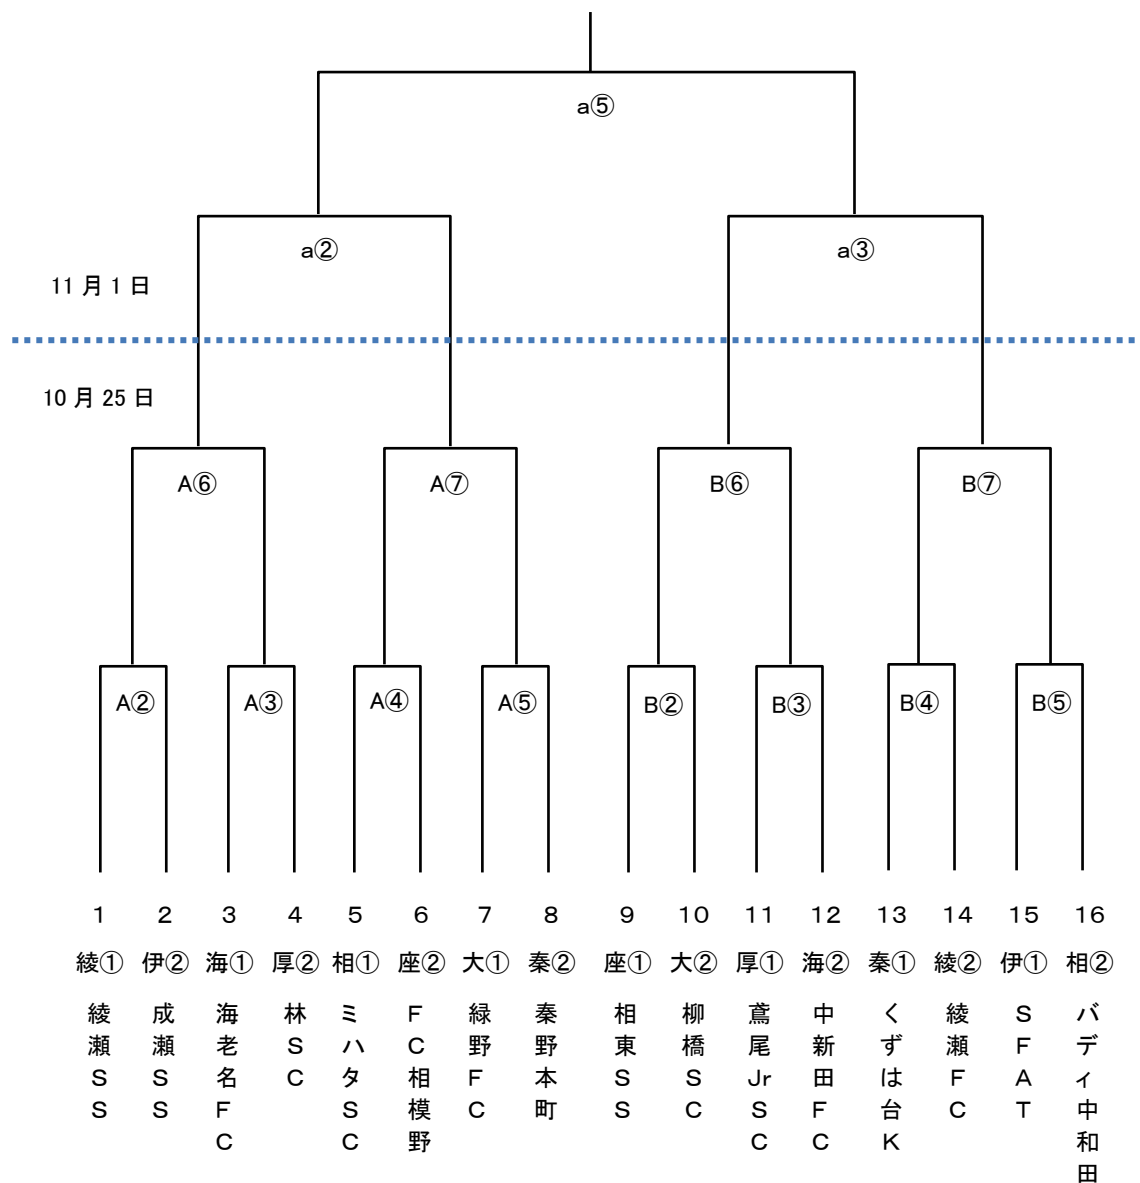 a⑤
a② a③
11月1日
10月25日
A⑥ A⑦ B⑥ B⑦
A② A③ A④ A⑤ B② B③ B④ B⑤
1 2 3 4 5 6 7 8 9 10 11 12 13 14 15 16
綾① 伊② 海① 厚② 相① 座② 大① 秦② 座① 大② 厚① 海② 秦① 綾② 伊① 相②
綾瀬SS
成瀬SS
海老名FC
林SC
ミハタSC
FC相模野
緑野FC
秦野本町
相東SS
柳橋SC
鳶尾JrSC
中新田FC
くずは台K
綾瀬FC
SFAT
バディ中和田